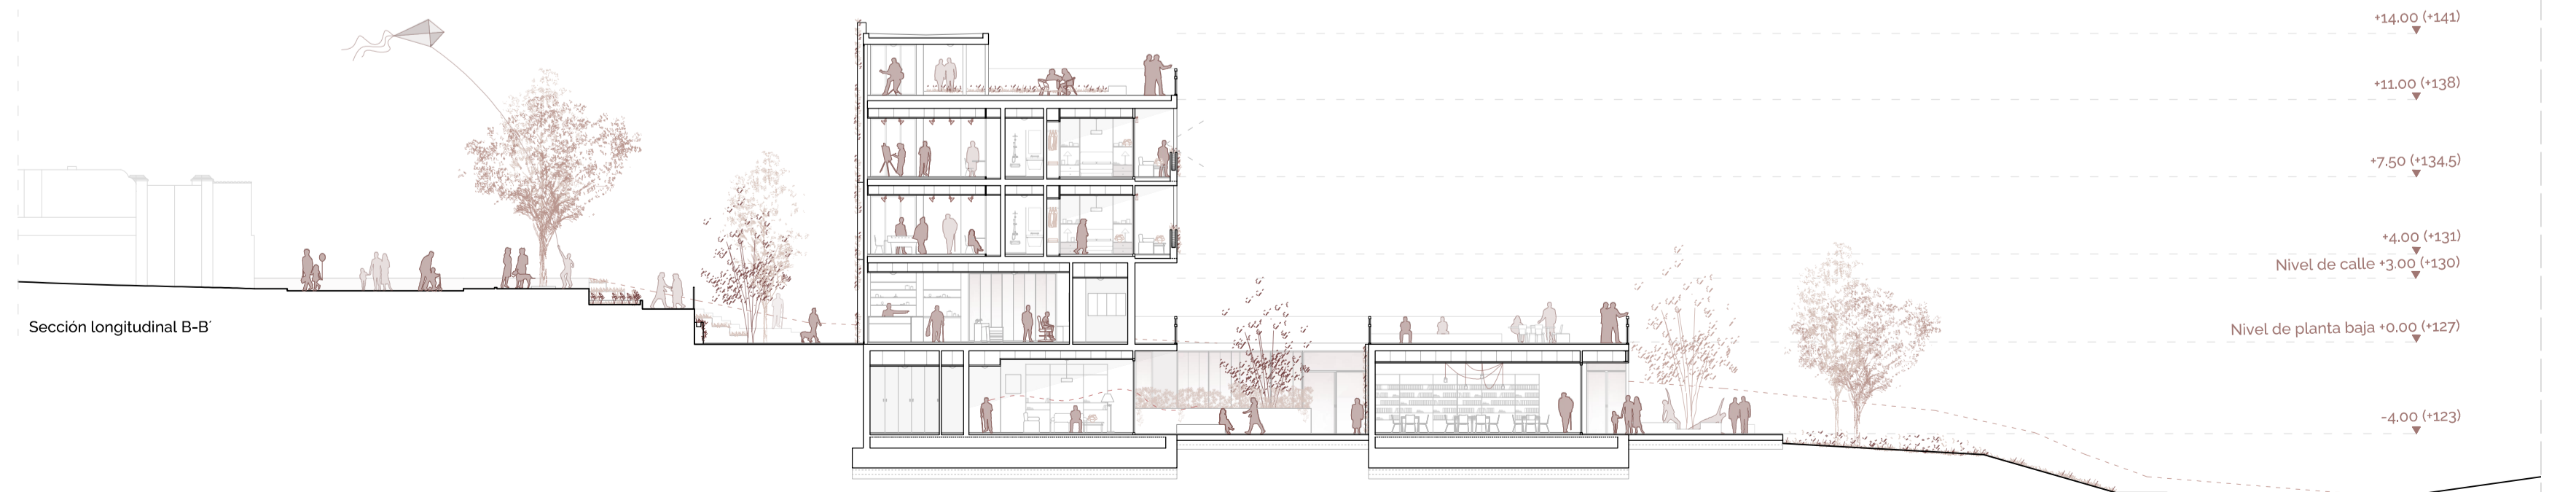 +14.00 (+141)
+11.00 (+138)
+7,50 (+134,5)
+4.00 (+131)
Nivel de calle +3.00 (+130)
Sección longitudinal B-B'
Nivel de planta baja +0.00 (+127)
-4.00 (+123)